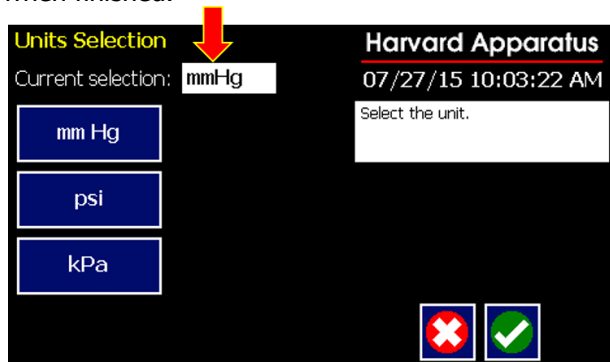 Units Selection
Harvard Apparatus
Current selection: mmHg
07/27/15 10:03:22 AM
Select the unit.
mm Hg
psi
kPa